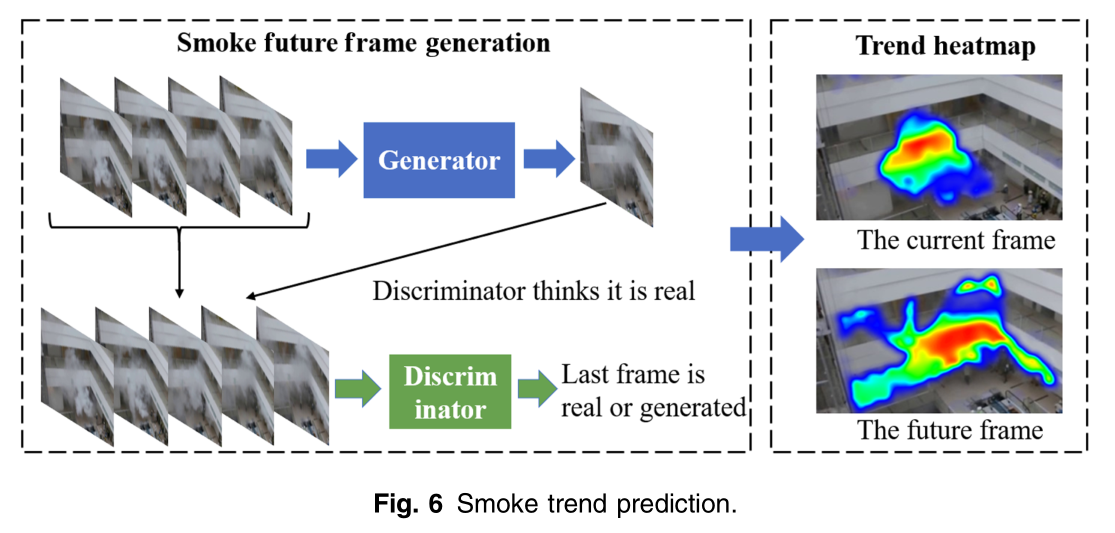 Smoke future frame generation
Trend heatmap
Generator
The current frame
Discriminator thinks it is real
Discrim
inator
Last frame is
real or generated
The future frame
Fig. 6 Smoke trend prediction.